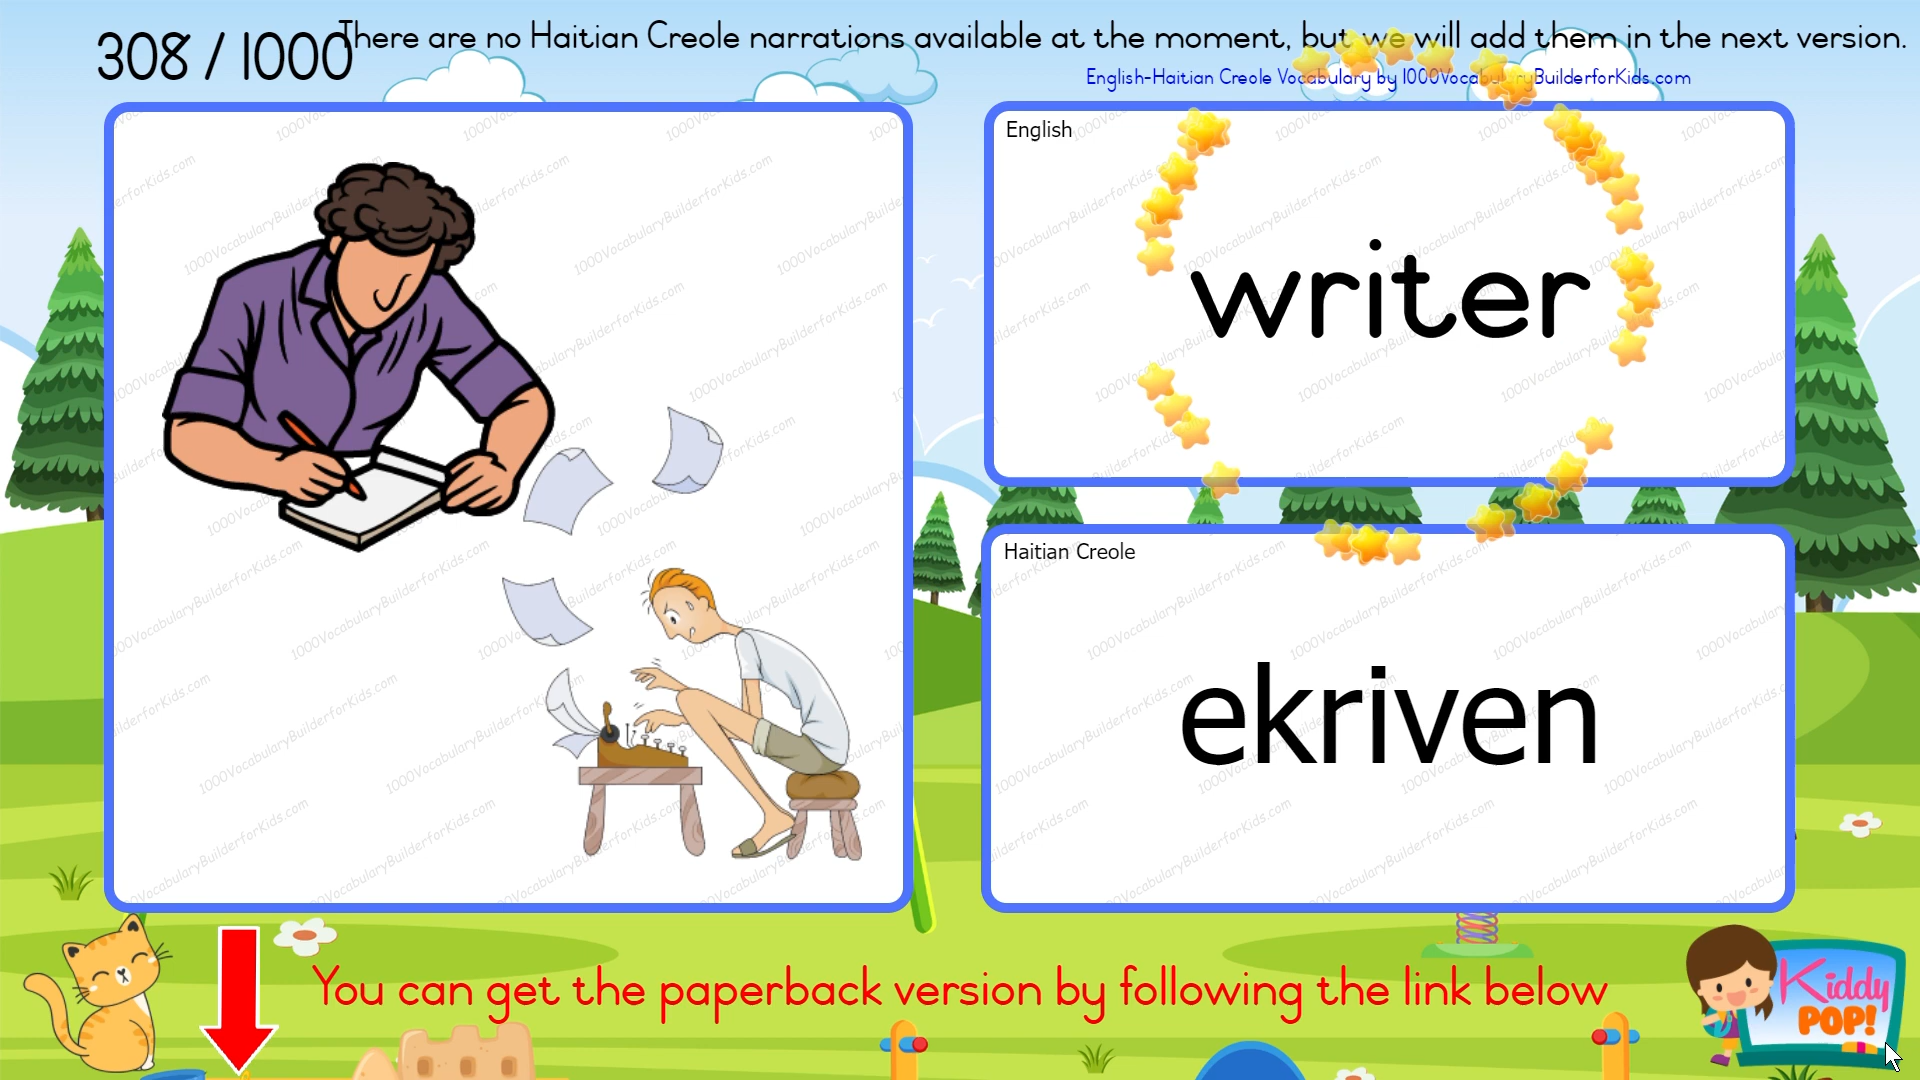 308 / 1000
There are no Haitian Creole narrations available at the moment, but we will add them in the next version.
English-Haitian Creole Vocabulary by 1000VocabularyBuilderforKids.com
English
writer
Haitian Creole
ekriven
You can get the paperback version by following the link below
Kiddy
POP!
1000VocabularyBuilderforKids.com